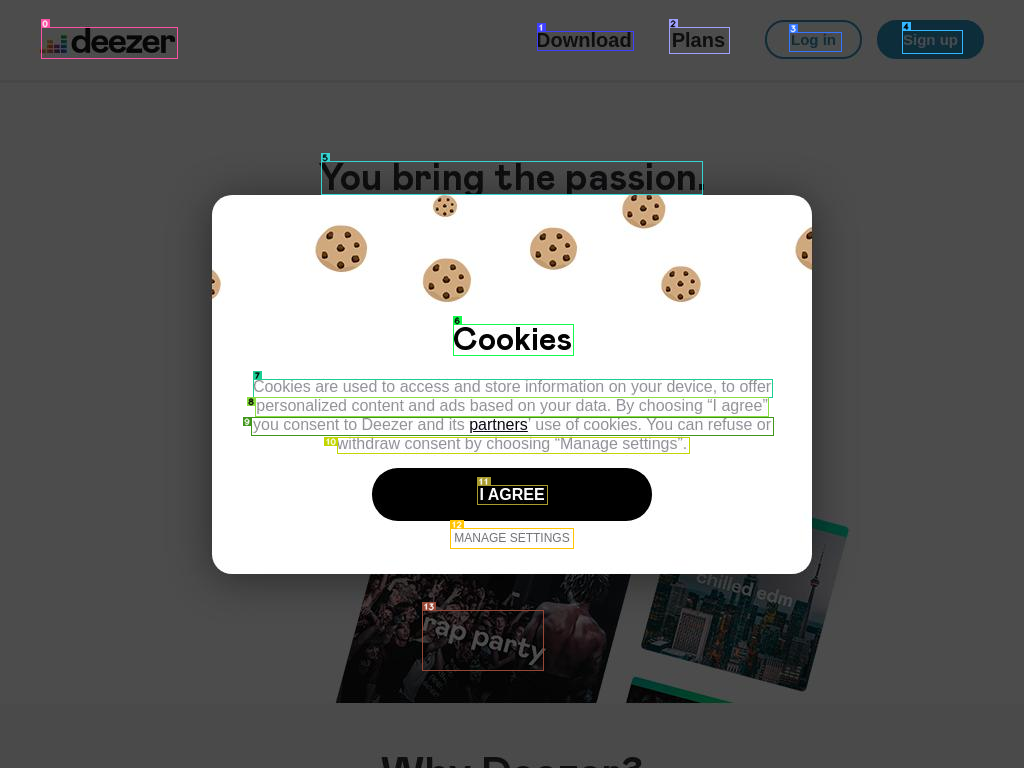 deezer
Download
Plans
Log in
Sign up
You bring the passion.
Cookies
Cookies are used to access and store information on your device, to offer
personalized content and ads based on your data. By choosing “I agree”
you consent to Deezer and its partners’ use of cookies. You can refuse or
withdraw consent by choosing “Manage settings”.
I AGREE
MANAGE SETTINGS
chilled edm
rap party
Why Deezer?
0
1
2
3
4
5
6
7
8
9
10
11
12
13